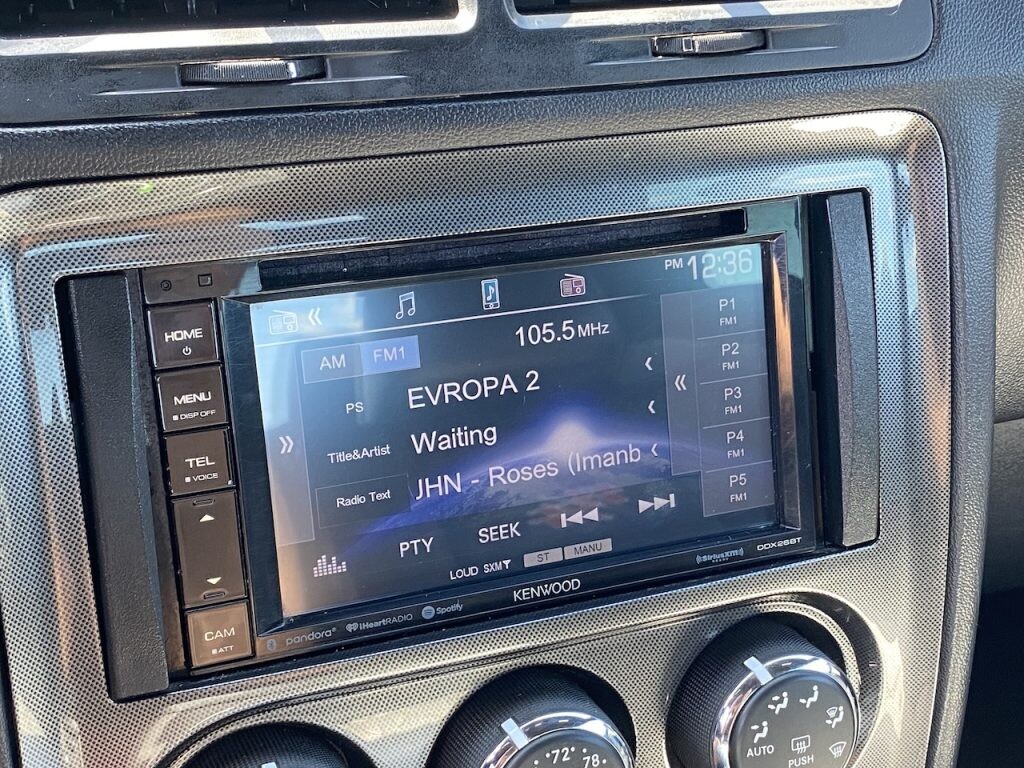 PM 12:36
105.5 MHz
AM FM1
PS EVROPA 2
Title&Artist Waiting
Radio Text JHN - Roses (Imanb
PTY SEEK
LOUD SXM ST MANU
P1
FM1
P2
FM1
P3
FM1
P4
FM1
P5
FM1
HOME
MENU
DISP OFF
TEL
VOICE
CAM
ATT
pandora® iHeartRADIO Spotify
KENWOOD
((SiriusXM))
DDX26BT
72 78
AUTO PUSH